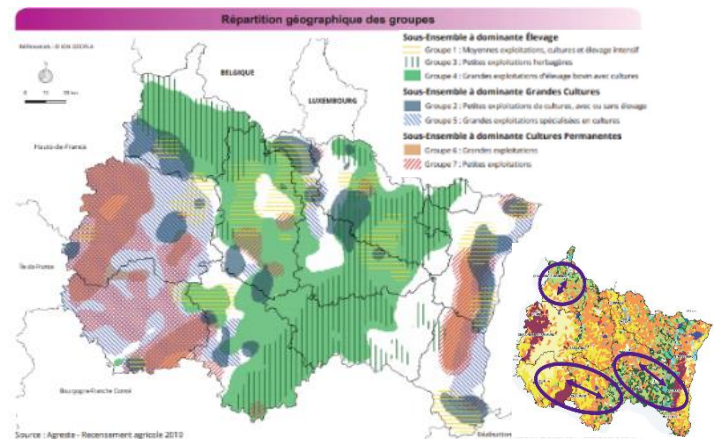 Répartition géographique des groupes
Sous-Ensemble à dominante Élevage
Groupe 1 : Moyennes exploitations, cultures et élevage intensif
Groupe 3 : Petites exploitations herbagères
Groupe 4 : Grandes exploitations d'élevage bovin avec cultures
Sous-Ensemble à dominante Grandes Cultures
Groupe 2 : Petites exploitations de cultures, avec ou sans élevage
Groupe 5 : Grandes exploitations spécialisées en cultures
Sous-Ensemble à dominante Cultures Permanentes
Groupe 6 : Grandes exploitations
Groupe 7 : Petites exploitations
BELGIQUE
LUXEMBOURG
Hauts-de-France
Île de France
Bourgogne-Franche Comté
Source : Agreste - Recensement agricole 2010
Réalisation